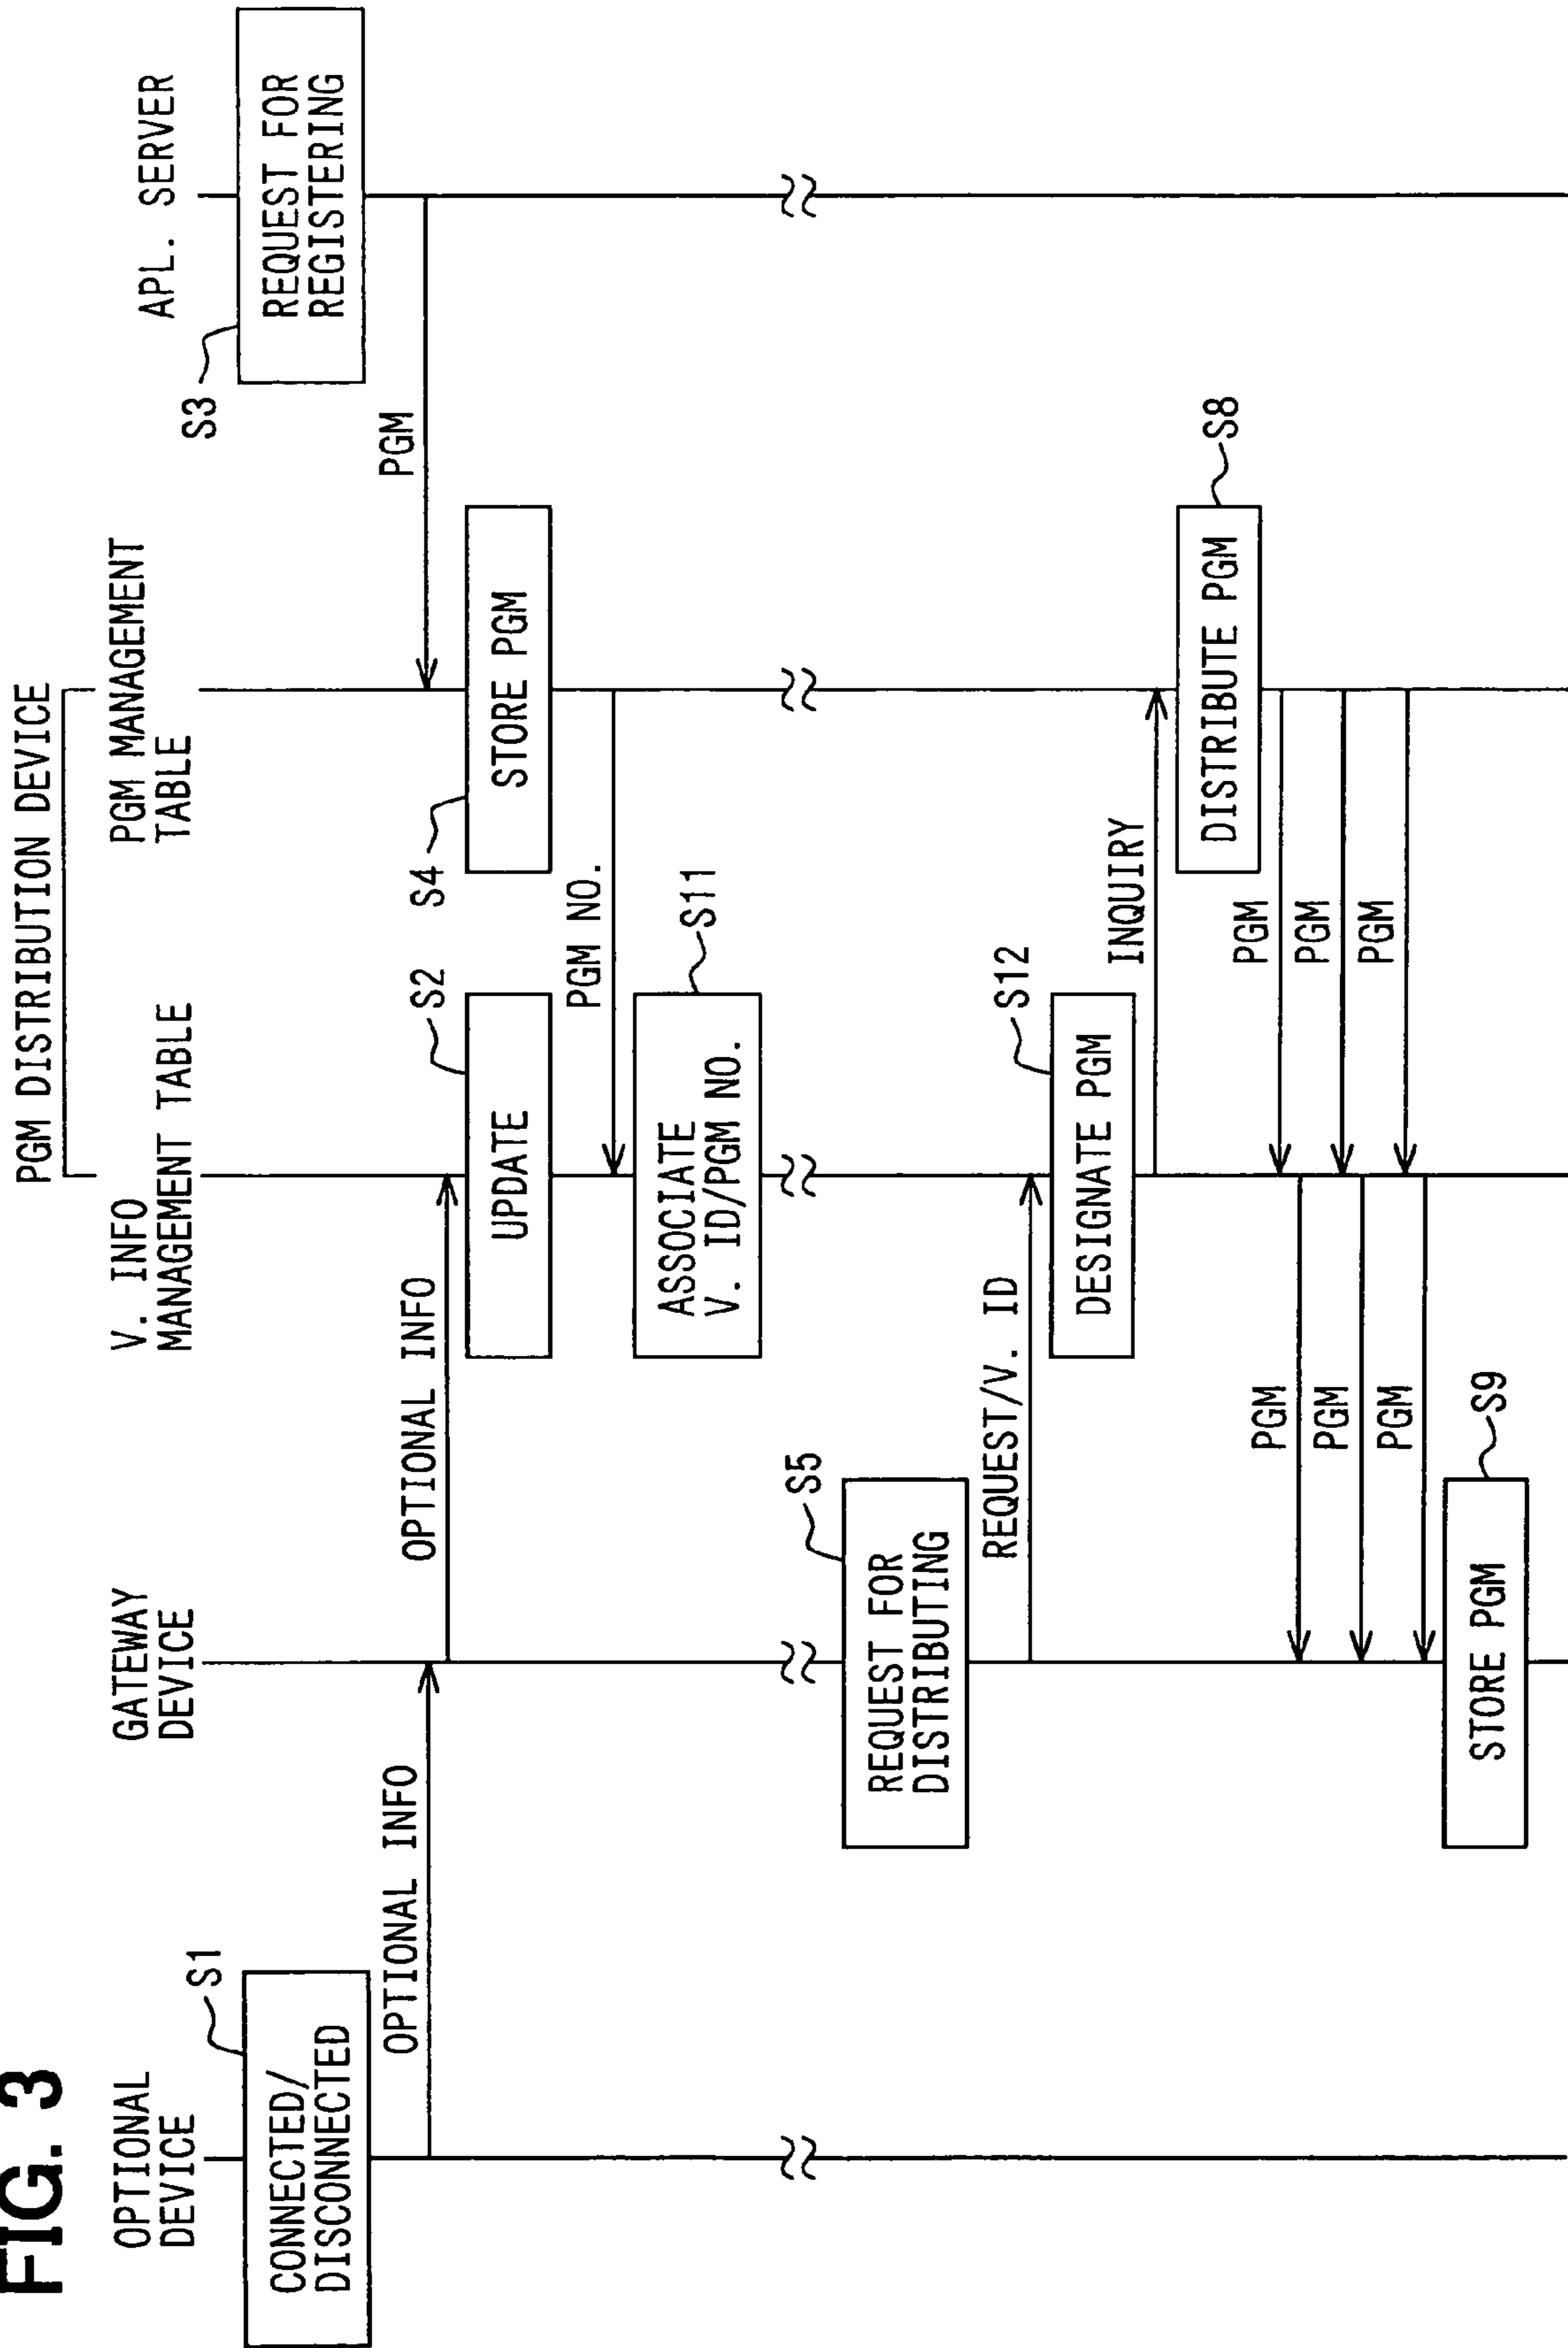 FIG. 3
PGM DISTRIBUTION DEVICE
OPTIONAL
DEVICE
GATEWAY
DEVICE
V. INFO
MANAGEMENT TABLE
PGM MANAGEMENT
TABLE
APL. SERVER
S1
CONNECTED/
DISCONNECTED
S3
REQUEST FOR
REGISTERING
OPTIONAL INFO
OPTIONAL INFO
PGM
S2
UPDATE
S4
STORE PGM
PGM NO.
S11
ASSOCIATE
V. ID/PGM NO.
S5
REQUEST FOR
DISTRIBUTING
REQUEST/V. ID
S12
DESIGNATE PGM
INQUIRY
S8
DISTRIBUTE PGM
PGM
PGM
PGM
PGM
PGM
PGM
S9
STORE PGM